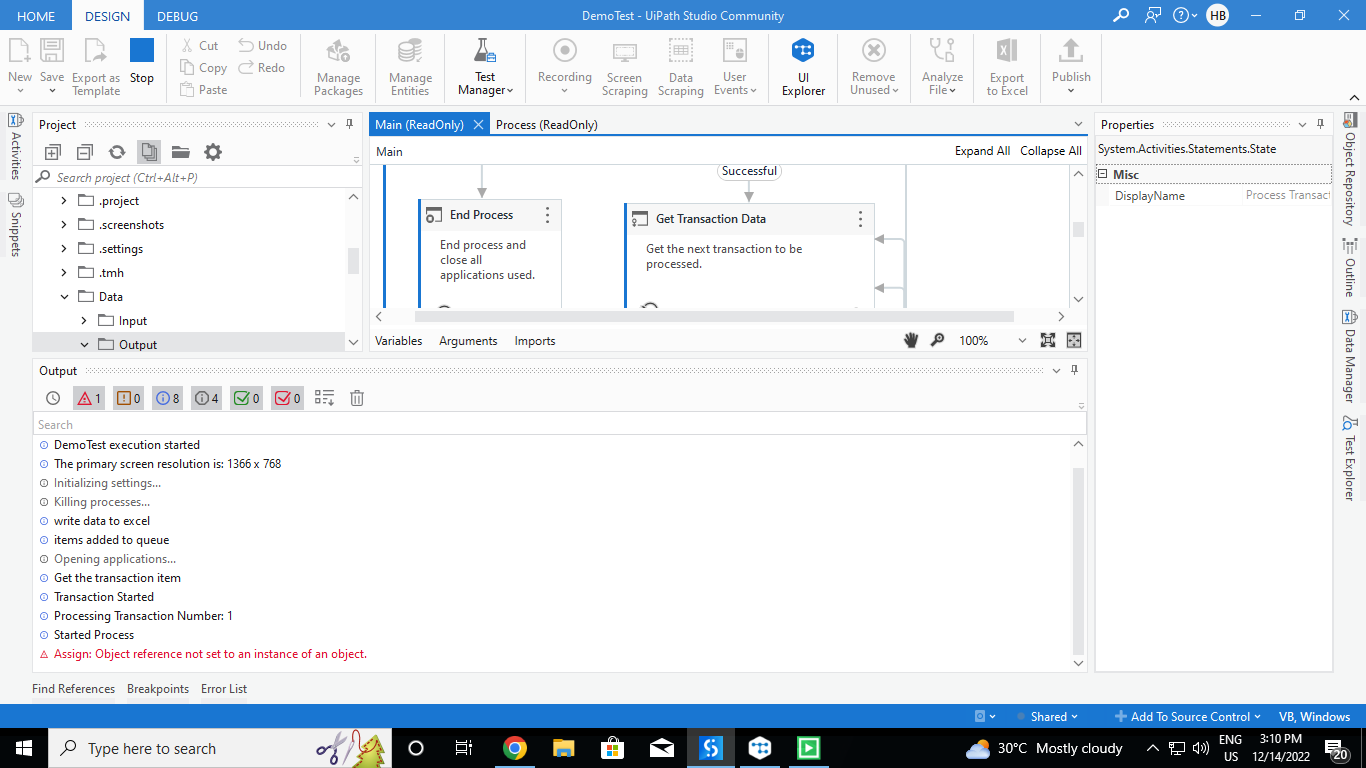 HOME DESIGN DEBUG DemoTest - UiPath Studio Community HB
New Save Export as Template Stop Cut Copy Paste Undo Redo Manage Packages Manage Entities Test Manager Recording Screen Scraping Data Scraping User Events UI Explorer Remove Unused Analyze File Export to Excel Publish
Activities
Snippets
Project
Search project (Ctrl+Alt+P)
.project
.screenshots
.settings
.tmh
Data
Input
Output
Main (ReadOnly) Process (ReadOnly)
Main Expand All Collapse All
Successful
End Process
End process and
close all
applications used.
Get Transaction Data
Get the next transaction to be
processed.
Variables Arguments Imports 100%
Properties
System.Activities.Statements.State
Misc
DisplayName Process Transact
Object Repository
Outline
Data Manager
Test Explorer
Output
1 0 8 4 0 0
Search
DemoTest execution started
The primary screen resolution is: 1366 x 768
Initializing settings...
Killing processes...
write data to excel
items added to queue
Opening applications...
Get the transaction item
Transaction Started
Processing Transaction Number: 1
Started Process
Assign: Object reference not set to an instance of an object.
Find References Breakpoints Error List
Shared Add To Source Control VB, Windows
Type here to search 30°C Mostly cloudy ENG 3:10 PM
US 12/14/2022 20